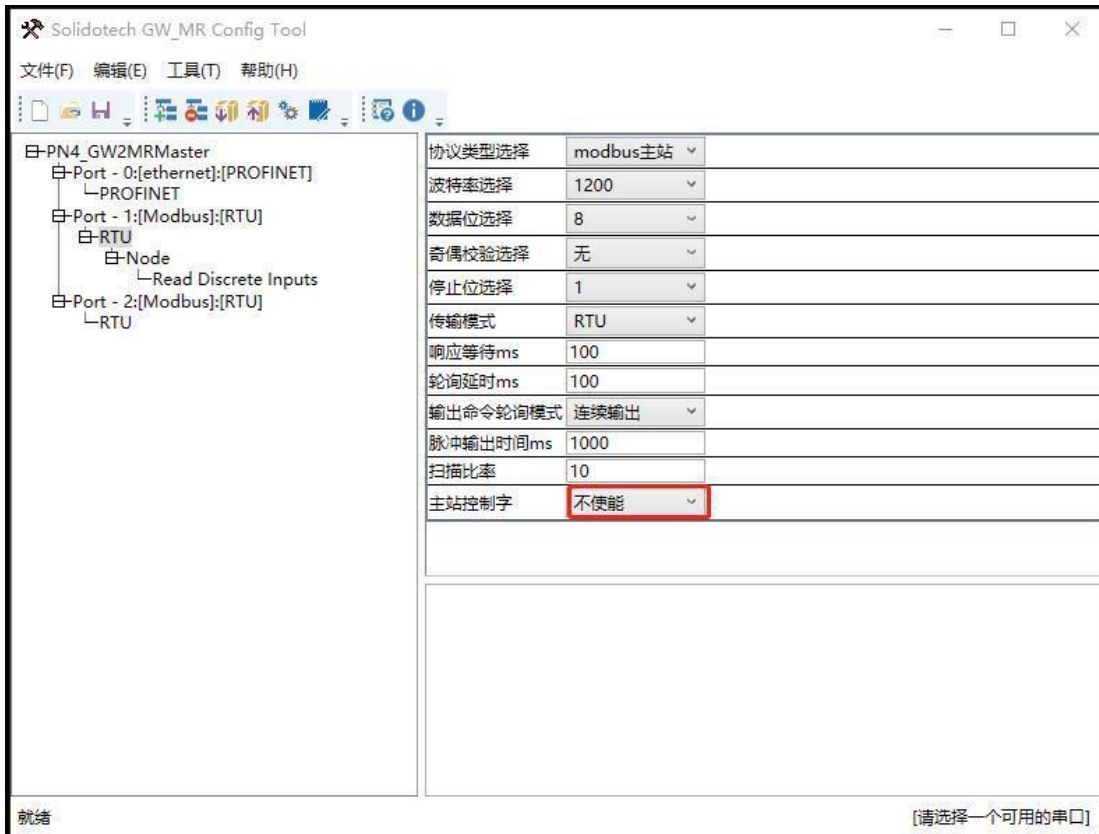 Solidotech GW_MR Config Tool
文件(F) 编辑(E) 工具(T) 帮助(H)
PN4_GW2MRMaster
Port - 0:[ethernet]:[PROFINET]
PROFINET
Port - 1:[Modbus]:[RTU]
RTU
Node
Read Discrete Inputs
Port - 2:[Modbus]:[RTU]
RTU
协议类型选择 modbus主站
波特率选择 1200
数据位选择 8
奇偶校验选择 无
停止位选择 1
传输模式 RTU
响应等待ms 100
轮询延时ms 100
输出命令轮询模式 连续输出
脉冲输出时间ms 1000
扫描比率 10
主站控制字 不使能
就绪 [请选择一个可用的串口]